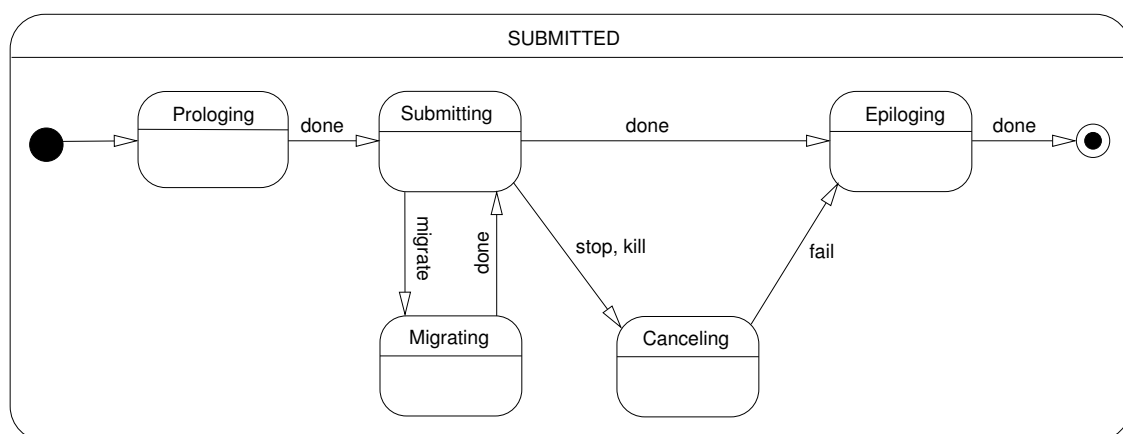 SUBMITTED
Prologing
done
Submitting
done
Epiloging
done
migrate
done
stop, kill
fail
Migrating
Canceling